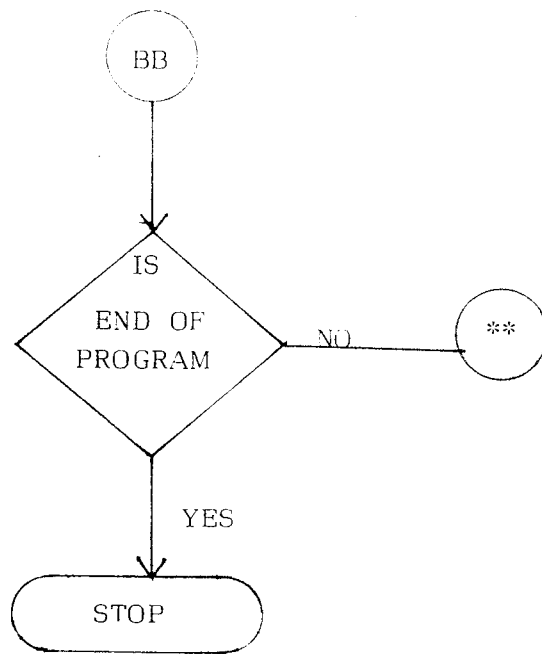 BB
IS
END OF
PROGRAM
NO
**
YES
STOP